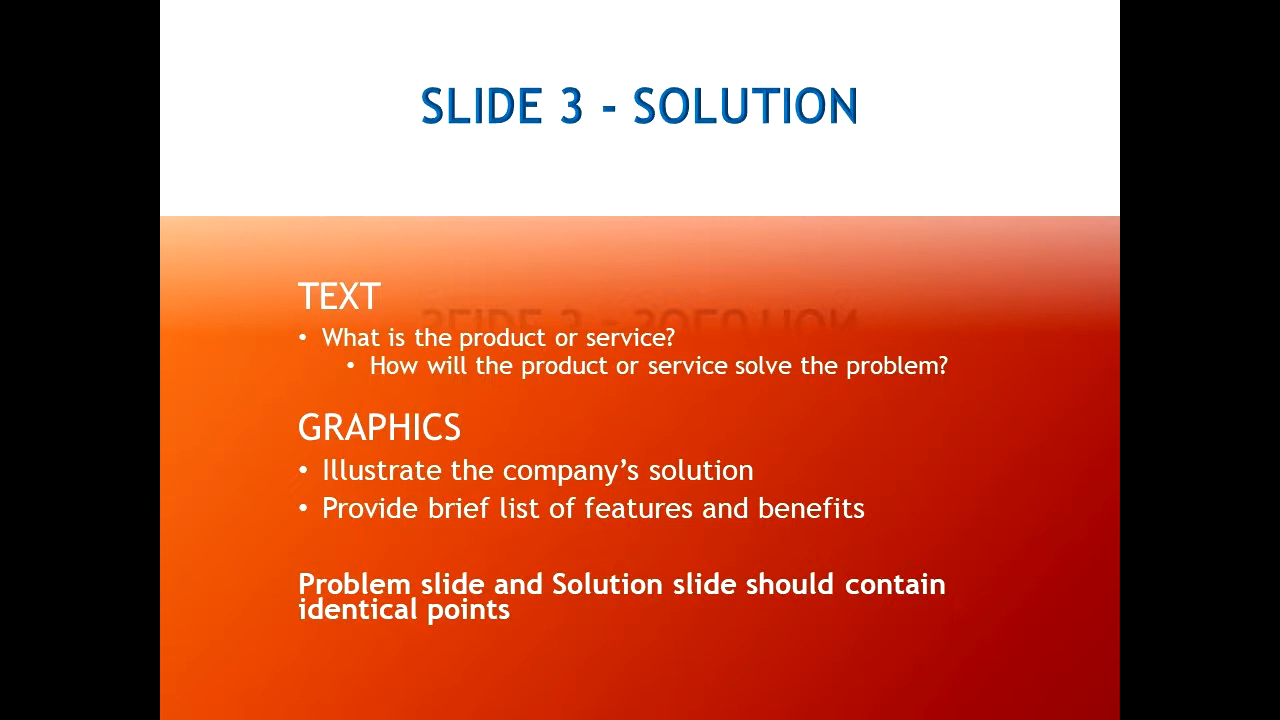 SLIDE 3 - SOLUTION
TEXT
• What is the product or service?
• How will the product or service solve the problem?
GRAPHICS
• Illustrate the company’s solution
• Provide brief list of features and benefits
Problem slide and Solution slide should contain
identical points